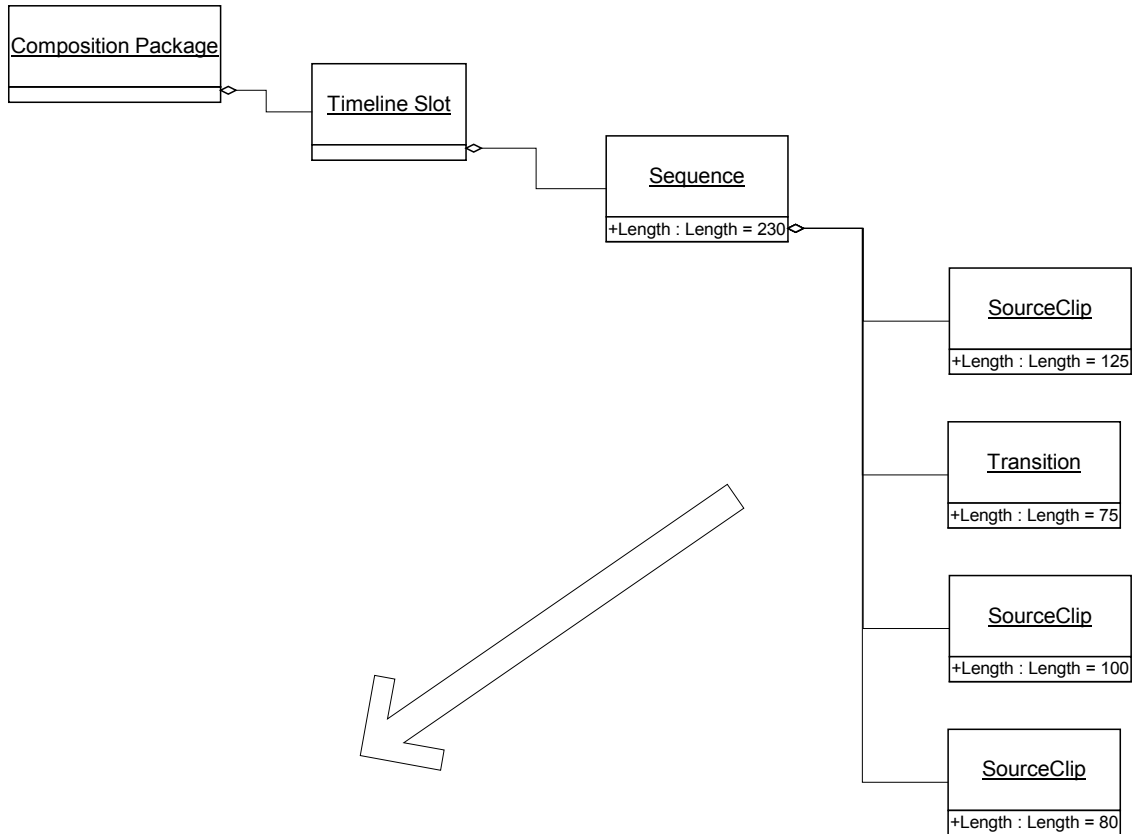 Composition Package
Timeline Slot
Sequence
+Length : Length = 230
SourceClip
+Length : Length = 125
Transition
+Length : Length = 75
SourceClip
+Length : Length = 100
SourceClip
+Length : Length = 80